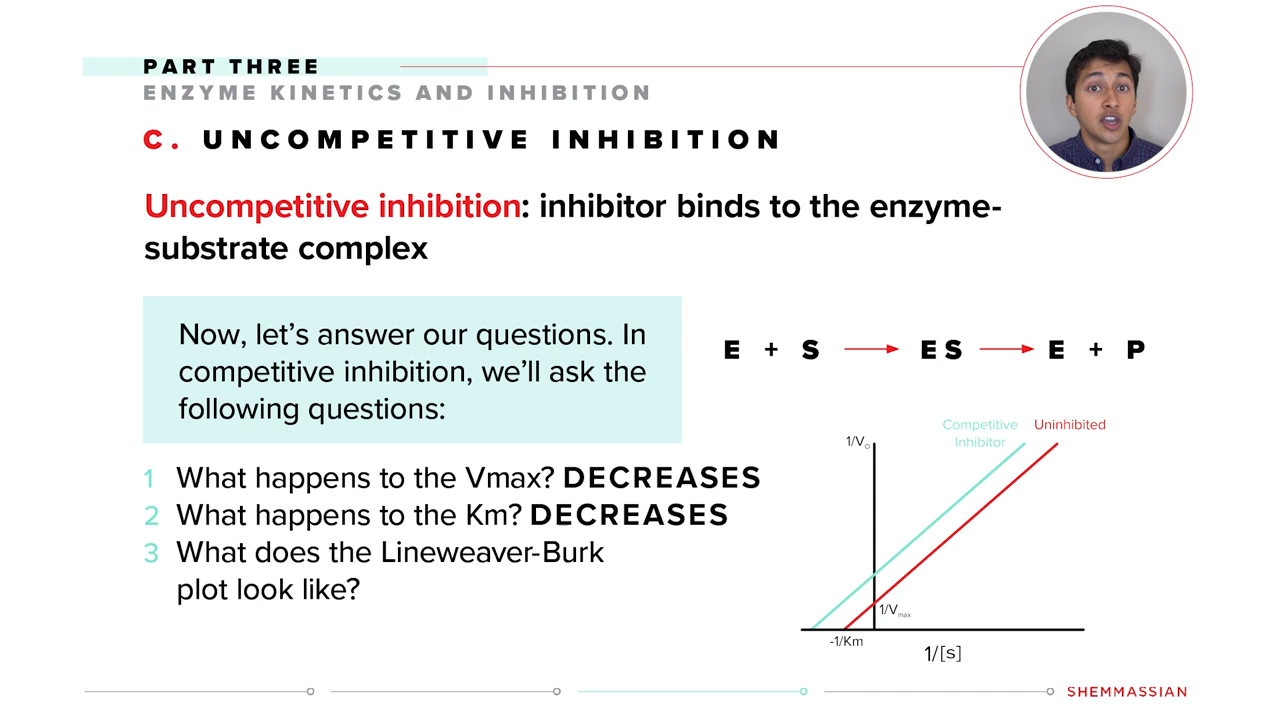 PART THREE
ENZYME KINETICS AND INHIBITION
C. UNCOMPETITIVE INHIBITION
Uncompetitive inhibition: inhibitor binds to the enzyme-
substrate complex
Now, let's answer our questions. In
competitive inhibition, we'll ask the
following questions:
E + S → ES → E + P
1 What happens to the Vmax? DECREASES
2 What happens to the Km? DECREASES
3 What does the Lineweaver-Burk
plot look like?
Competitive
Inhibitor
Uninhibited
1/V₀
1/Vmax
-1/Km
1/[s]
SHEMMASSIAN